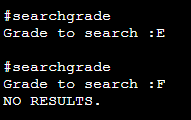 #searchgrade
Grade to search :E
#searchgrade
Grade to search :F
NO RESULTS.